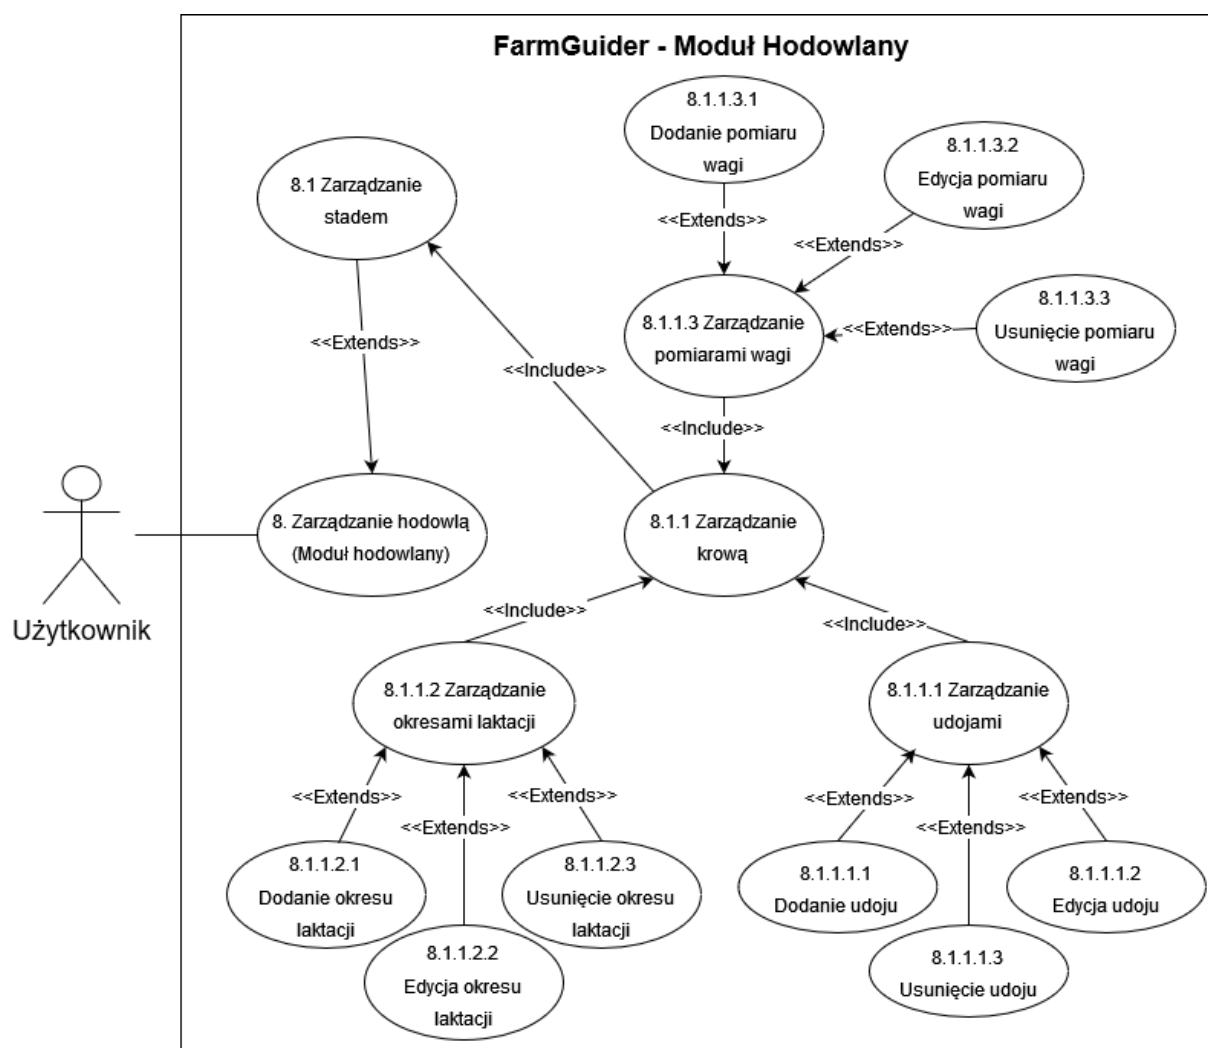 FarmGuider - Moduł Hodowlany
8.1.1.3.1
Dodanie pomiaru
wagi
8.1.1.3.2
Edycja pomiaru
wagi
8.1 Zarządzanie
stadem
<<Extends>>
<<Extends>>
8.1.1.3 Zarządzanie
pomiarami wagi
<<Extends>>
8.1.1.3.3
Usunięcie pomiaru
wagi
<<Extends>>
<<Include>>
<<Include>>
Użytkownik
8. Zarządzanie hodowlą
(Moduł hodowlany)
8.1.1 Zarządzanie
krową
<<Include>>
<<Include>>
8.1.1.2 Zarządzanie
okresami laktacji
8.1.1.1 Zarządzanie
udojami
<<Extends>>
<<Extends>>
<<Extends>>
<<Extends>>
<<Extends>>
<<Extends>>
8.1.1.2.1
Dodanie okresu
laktacji
8.1.1.2.3
Usunięcie okresu
laktacji
8.1.1.2.2
Edycja okresu
laktacji
8.1.1.1.1
Dodanie udoju
8.1.1.1.2
Edycja udoju
8.1.1.1.3
Usunięcie udoju